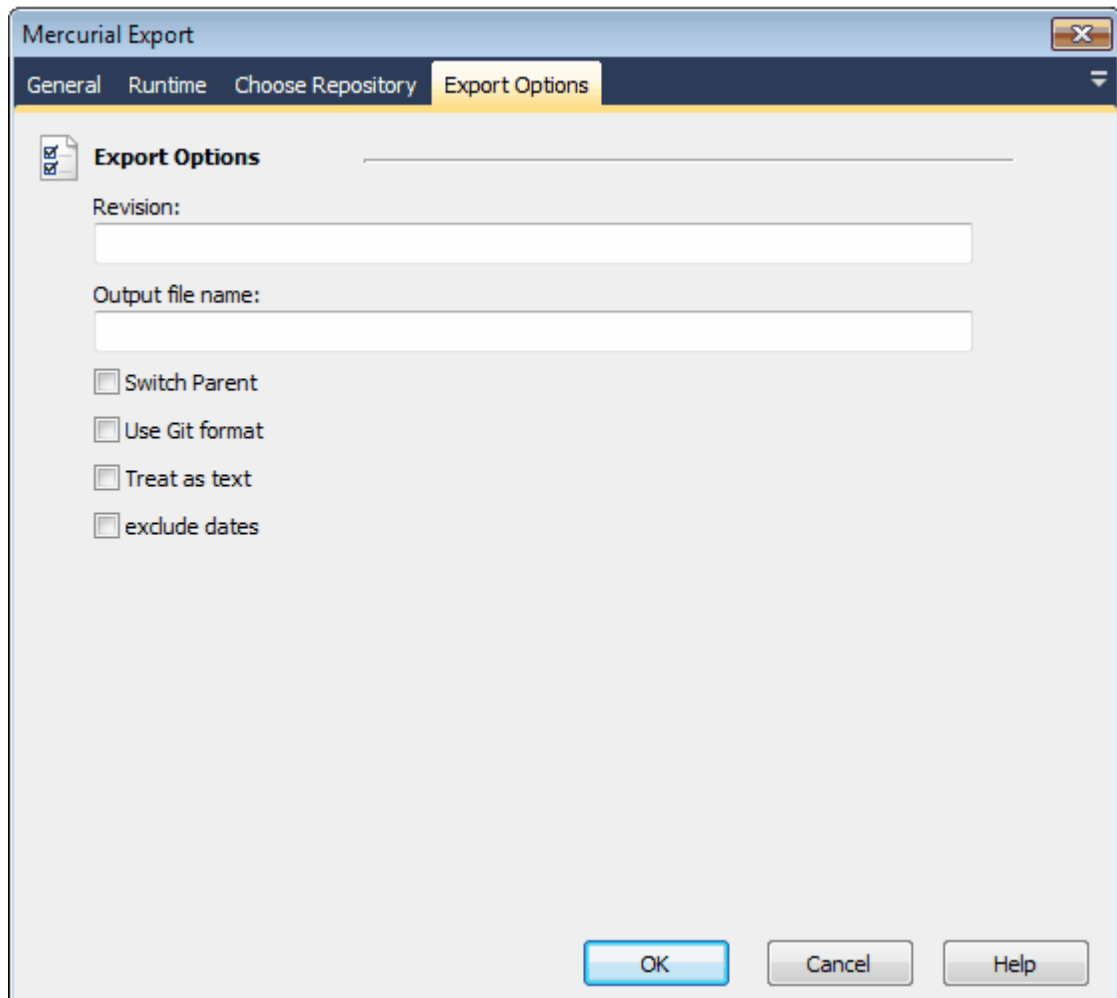 Mercurial Export
General Runtime Choose Repository Export Options
Export Options
Revision:
Output file name:
Switch Parent
Use Git format
Treat as text
exclude dates
OK Cancel Help